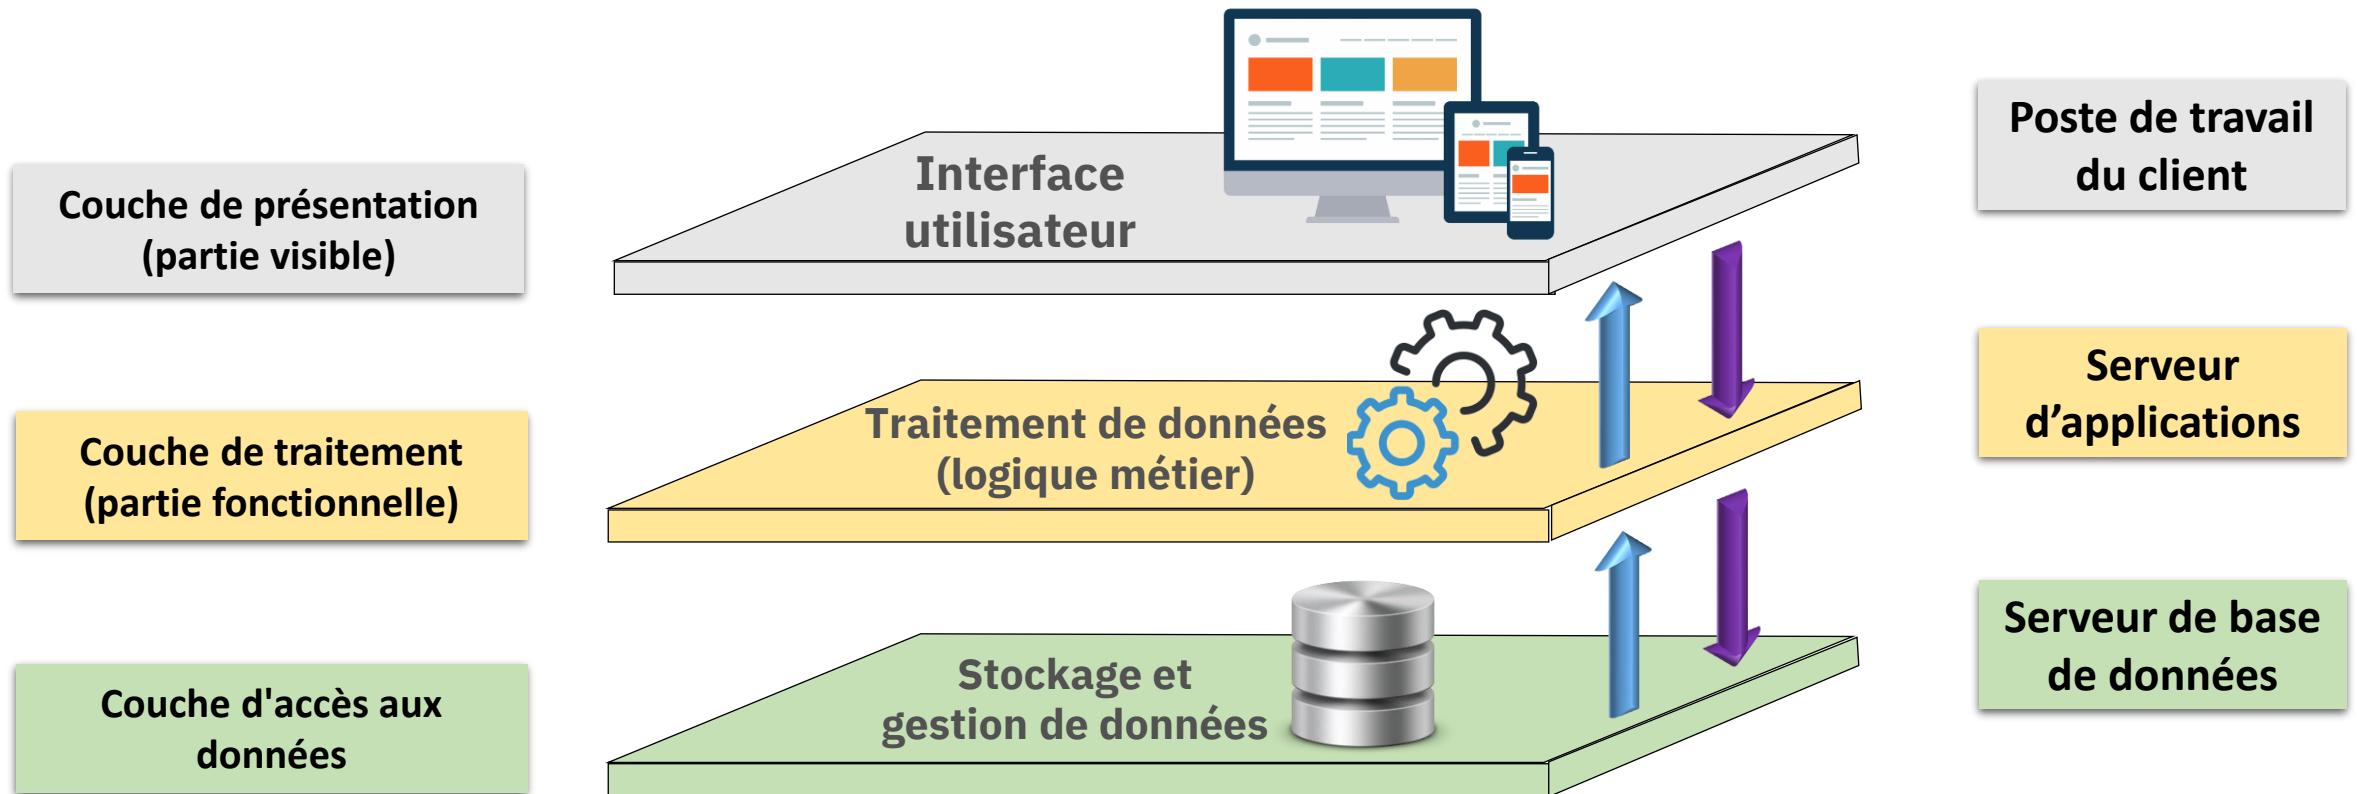 Couche de présentation
(partie visible)
Interface
utilisateur
Poste de travail
du client
Couche de traitement
(partie fonctionnelle)
Traitement de données
(logique métier)
Serveur
d’applications
Couche d'accès aux
données
Stockage et
gestion de données
Serveur de base
de données